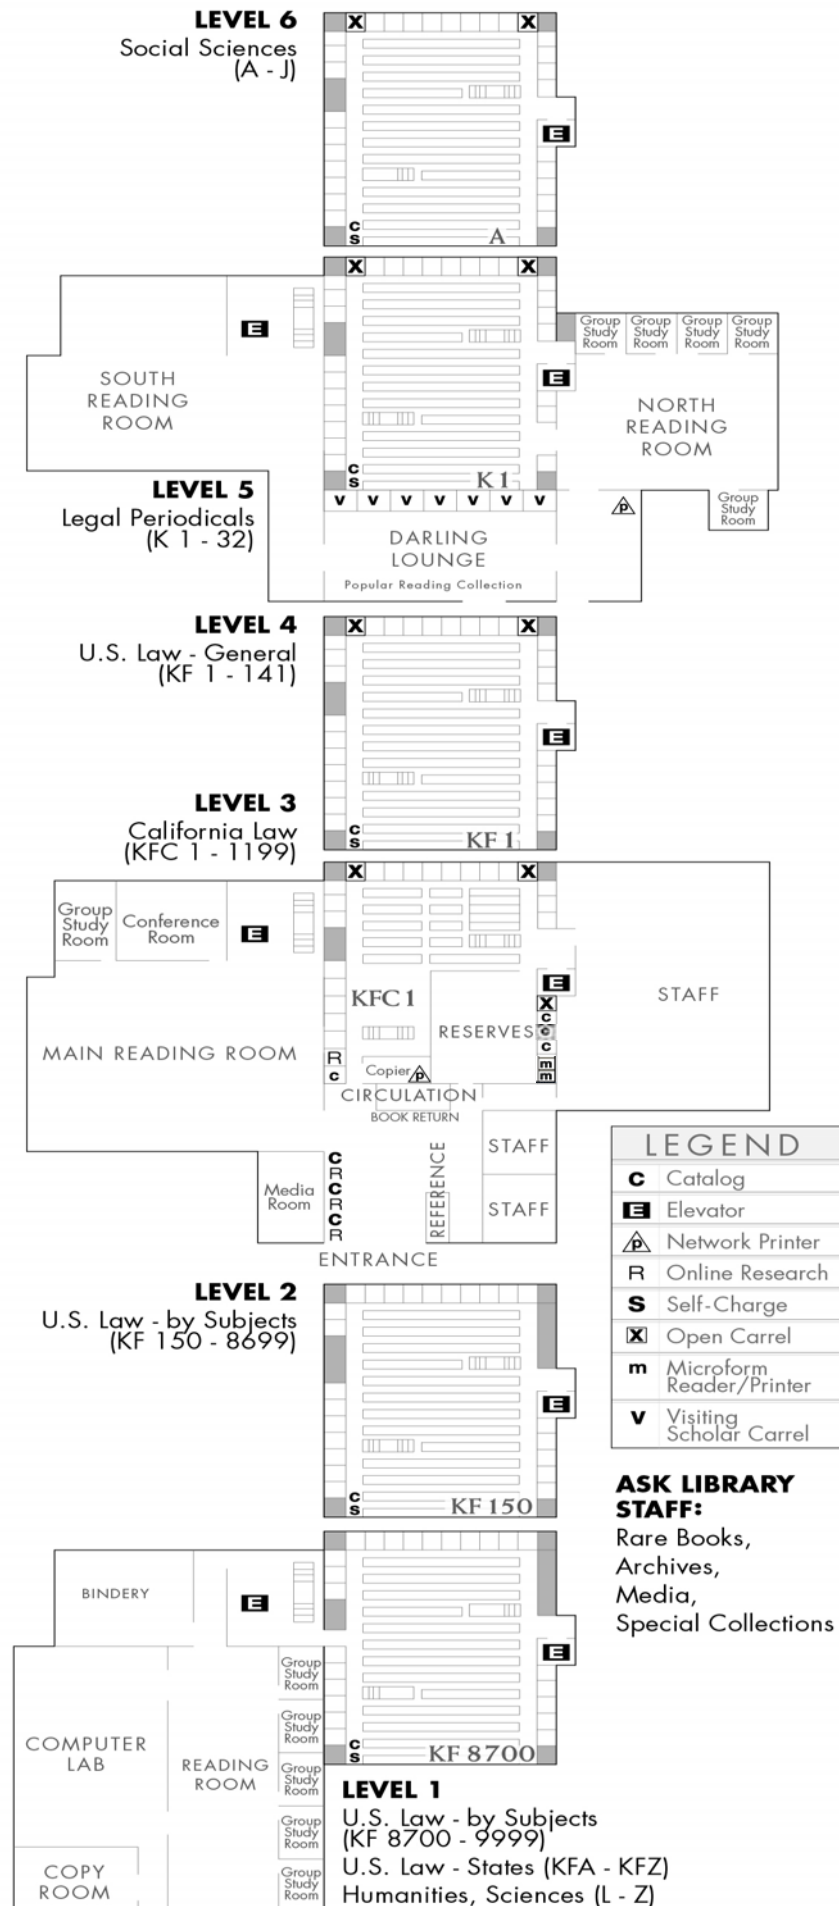 LEVEL 6
Social Sciences
(A - J)
X
X
E
C
S
A
X
X
E
E
Group
Study
Room
Group
Study
Room
Group
Study
Room
Group
Study
Room
SOUTH
READING
ROOM
NORTH
READING
ROOM
C
S
K 1
LEVEL 5
Legal Periodicals
(K 1 - 32)
V V V V V V V
P
Group
Study
Room
DARLING
LOUNGE
Popular Reading Collection
LEVEL 4
U.S. Law - General
(KF 1 - 141)
X
X
E
C
S
KF 1
LEVEL 3
California Law
(KFC 1 - 1199)
X
X
Group
Study
Room
Conference
Room
E
E
KFC 1
RESERVES
STAFF
MAIN READING ROOM
X
C
C
C
m
m
R
C
Copier
P
CIRCULATION
BOOK RETURN
Media
Room
C
R
C
R
C
R
REFERENCE
STAFF
STAFF
ENTRANCE
LEGEND
C Catalog
E Elevator
P Network Printer
R Online Research
S Self-Charge
X Open Carrel
m Microform
Reader/Printer
V Visiting
Scholar Carrel
LEVEL 2
U.S. Law - by Subjects
(KF 150 - 8699)
E
C
S
KF 150
ASK LIBRARY
STAFF:
Rare Books,
Archives,
Media,
Special Collections
BINDERY
E
E
COMPUTER
LAB
READING
ROOM
Group
Study
Room
Group
Study
Room
Group
Study
Room
Group
Study
Room
Group
Study
Room
C
S
KF 8700
COPY
ROOM
LEVEL 1
U.S. Law - by Subjects
(KF 8700 - 9999)
U.S. Law - States (KFA - KFZ)
Humanities, Sciences (L - Z)